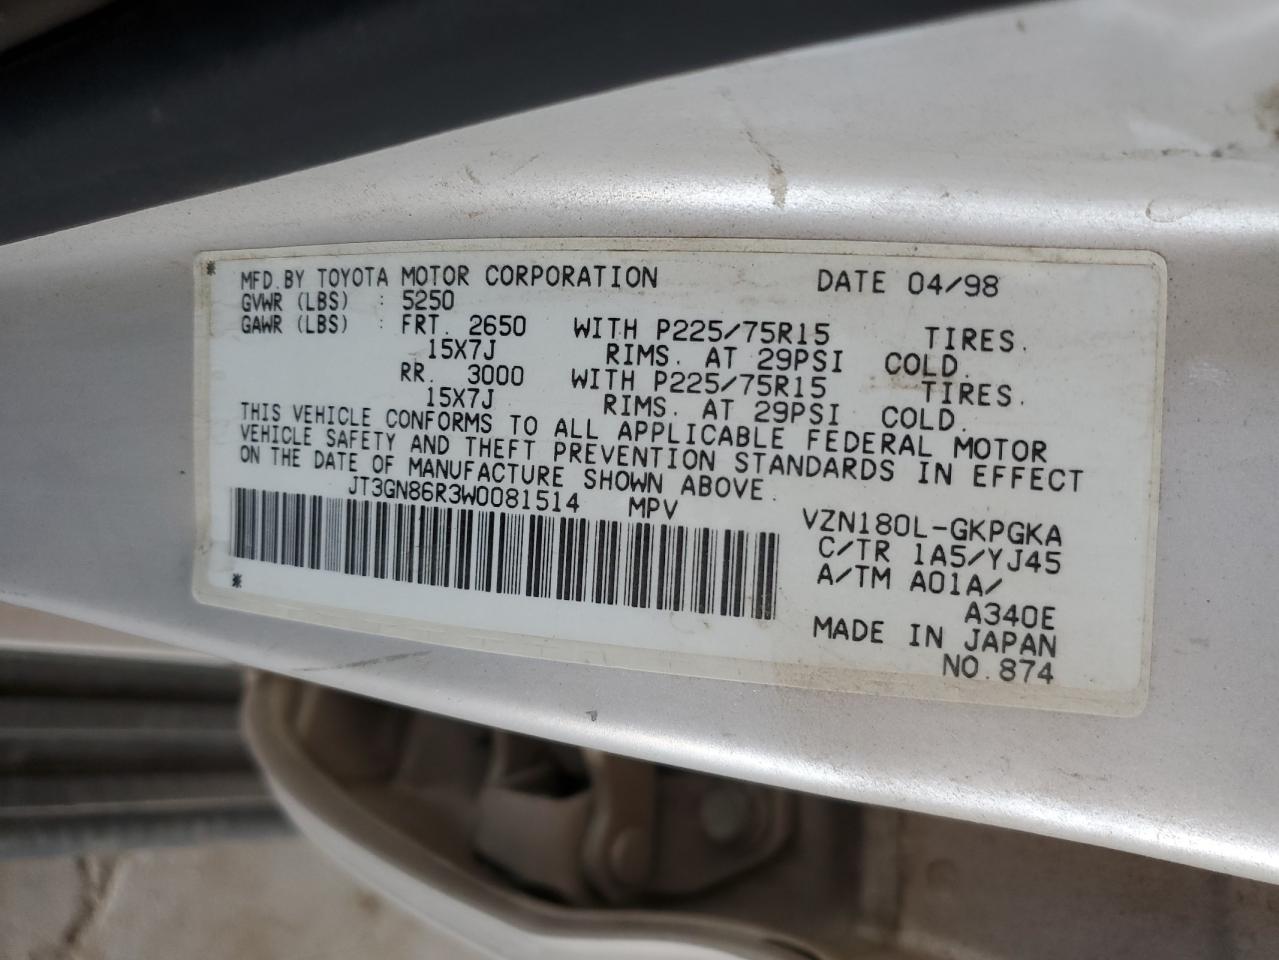 * MFD. BY TOYOTA MOTOR CORPORATION DATE 04/98
GVWR (LBS) : 5250
GAWR (LBS) : FRT. 2650 WITH P225/75R15 TIRES.
15X7J RIMS. AT 29PSI COLD.
RR. 3000 WITH P225/75R15 TIRES.
15X7J RIMS. AT 29PSI COLD.
THIS VEHICLE CONFORMS TO ALL APPLICABLE FEDERAL MOTOR
VEHICLE SAFETY AND THEFT PREVENTION STANDARDS IN EFFECT
ON THE DATE OF MANUFACTURE SHOWN ABOVE.
JT3GN86R3W0081514 MPV VZN180L-GKPGKA
C/TR 1A5/YJ45
* A/TM A01A/
A340E
MADE IN JAPAN
NO.874